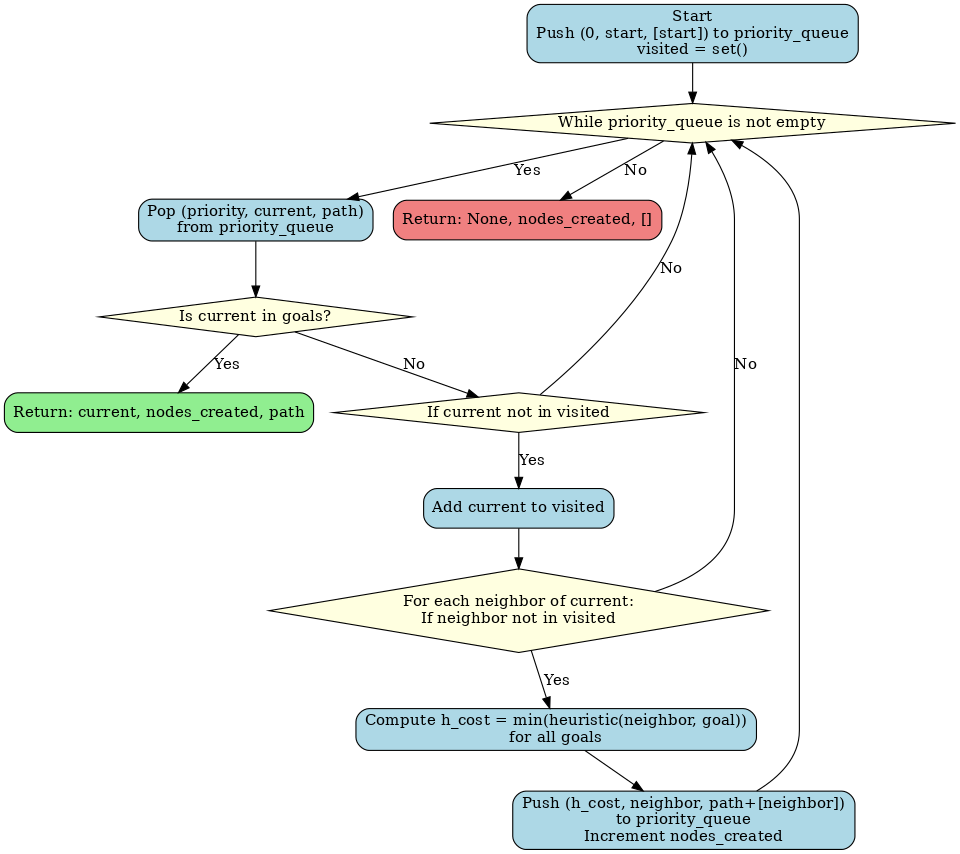 Start
Push (0, start, [start]) to priority_queue
visited = set()
While priority_queue is not empty
Yes
No
Pop (priority, current, path)
from priority_queue
Return: None, nodes_created, []
No
Is current in goals?
Yes
No
No
Return: current, nodes_created, path
If current not in visited
Yes
Add current to visited
For each neighbor of current:
If neighbor not in visited
Yes
Compute h_cost = min(heuristic(neighbor, goal))
for all goals
Push (h_cost, neighbor, path+[neighbor])
to priority_queue
Increment nodes_created